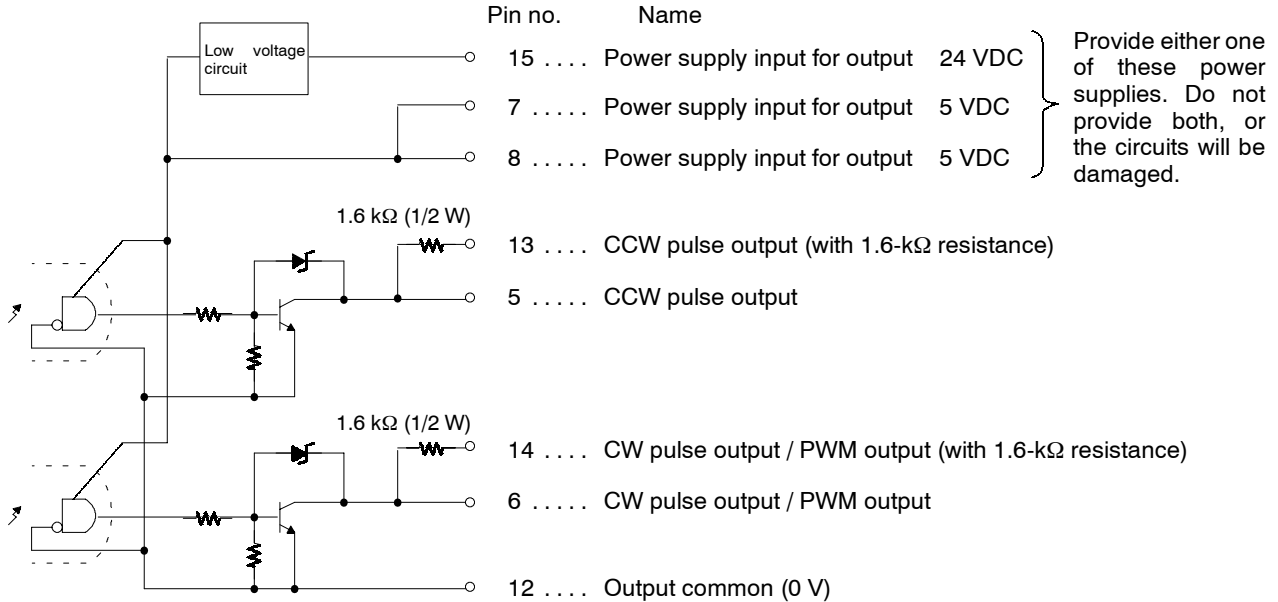 Pin no. Name
Low voltage
circuit
15 . . . . Power supply input for output 24 VDC
7 . . . . . Power supply input for output 5 VDC
8 . . . . . Power supply input for output 5 VDC
Provide either one
of these power
supplies. Do not
provide both, or
the circuits will be
damaged.
1.6 kΩ (1/2 W)
13 . . . . CCW pulse output (with 1.6-kΩ resistance)
5 . . . . . CCW pulse output
1.6 kΩ (1/2 W)
14 . . . . CW pulse output / PWM output (with 1.6-kΩ resistance)
6 . . . . . CW pulse output / PWM output
12 . . . . Output common (0 V)